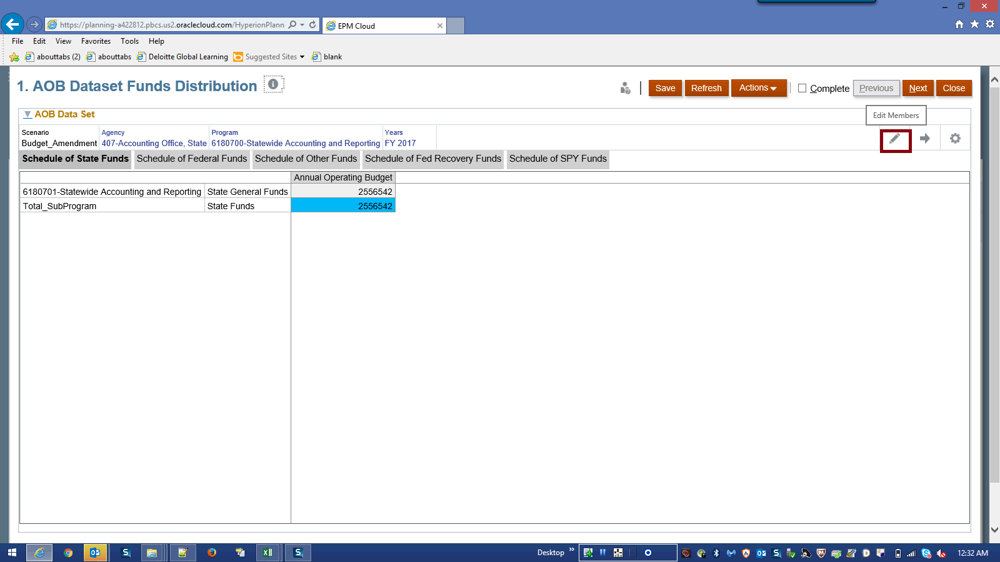 https://planning-a422812.pbcs.us2.oraclecloud.com/HyperionPlann
EPM Cloud
File Edit View Favorites Tools Help
abouttabs (2) abouttabs Deloitte Global Learning Suggested Sites blank
1. AOB Dataset Funds Distribution
Save Refresh Actions Complete Previous Next Close
AOB Data Set
Edit Members
Scenario Agency Program Years
Budget_Amendment 407-Accounting Office, State 6180700-Statewide Accounting and Reporting FY 2017
Schedule of State Funds Schedule of Federal Funds Schedule of Other Funds Schedule of Fed Recovery Funds Schedule of SPY Funds
Annual Operating Budget
6180701-Statewide Accounting and Reporting State General Funds 2556542
Total_SubProgram State Funds 2556542
Desktop 12:32 AM